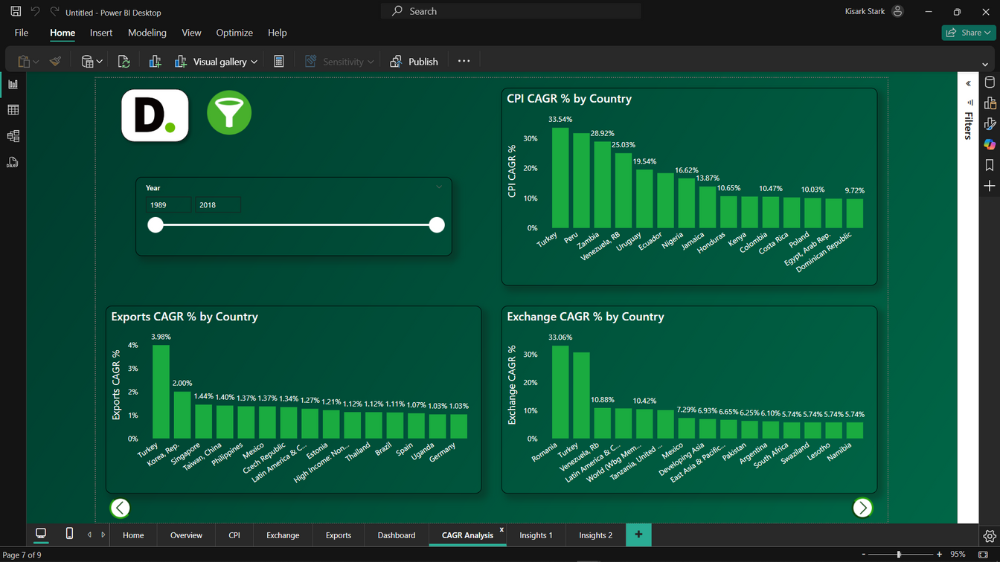 Untitled - Power BI Desktop
Search
Kisark Stark
File Home Insert Modeling View Optimize Help
Share
Visual gallery
Sensitivity
Publish
DAX
D.
Year
1989 2018
CPI CAGR % by Country
CPI CAGR %
30%
20%
10%
0%
33.54% 28.92% 25.03% 19.54% 16.62% 13.87% 10.65% 10.47% 10.03% 9.72%
Turkey Peru Zambia Venezuela, RB Uruguay Ecuador Nigeria Jamaica Honduras Kenya Colombia Costa Rica Poland Egypt, Arab Rep. Dominican Republic
Filters
Exports CAGR % by Country
Exports CAGR %
4%
3%
2%
1%
0%
3.98% 2.00% 1.44% 1.40% 1.37% 1.37% 1.34% 1.27% 1.21% 1.12% 1.12% 1.11% 1.07% 1.03% 1.03%
Turkey Korea, Rep. Singapore Taiwan, China Philippines Mexico Czech Republic Latin America & C... Estonia High Income: Non... Thailand Brazil Spain Uganda Germany
Exchange CAGR % by Country
Exchange CAGR %
30%
20%
10%
0%
33.06% 10.88% 10.42% 7.29% 6.93% 6.65% 6.25% 6.10% 5.74% 5.74% 5.74% 5.74%
Romania Turkey Venezuela, Rb Latin America & C... World (Wbg Mem... Tanzania, United ... Mexico Developing Asia East Asia & Pacific... Pakistan Argentina South Africa Swaziland Lesotho Namibia
Home Overview CPI Exchange Exports Dashboard CAGR Analysis x Insights 1 Insights 2 +
Page 7 of 9
- + 95%